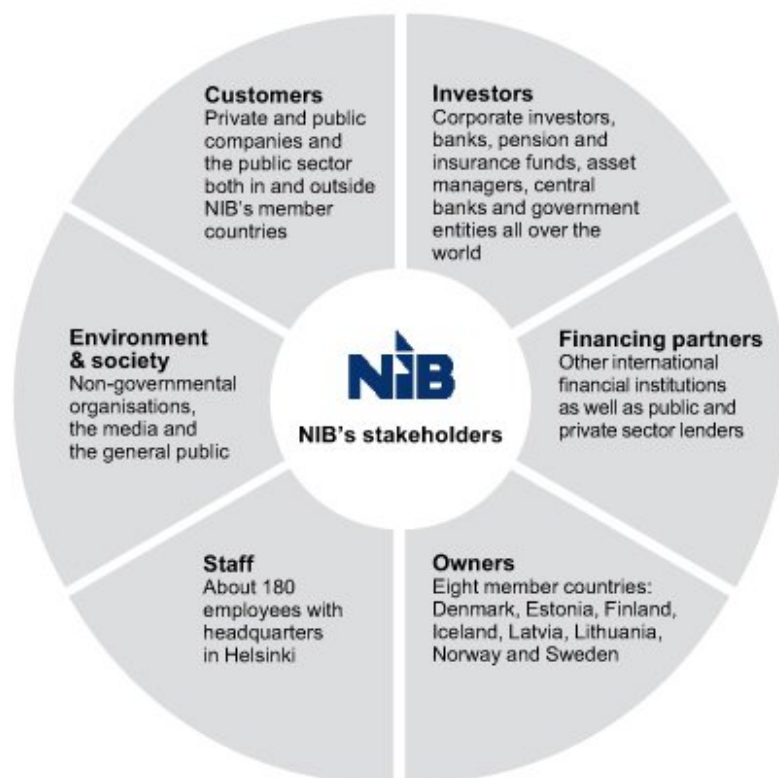 Customers
Private and public
companies and
the public sector
both in and outside
NIB's member
countries
Investors
Corporate investors,
banks, pension and
insurance funds, asset
managers, central
banks and government
entities all over the
world
Environment
& society
Non-governmental
organisations,
the media and
the general public
NIB
NIB's stakeholders
Financing partners
Other international
financial institutions
as well as public and
private sector lenders
Staff
About 180
employees with
headquarters
in Helsinki
Owners
Eight member countries:
Denmark, Estonia, Finland,
Iceland, Latvia, Lithuania,
Norway and Sweden